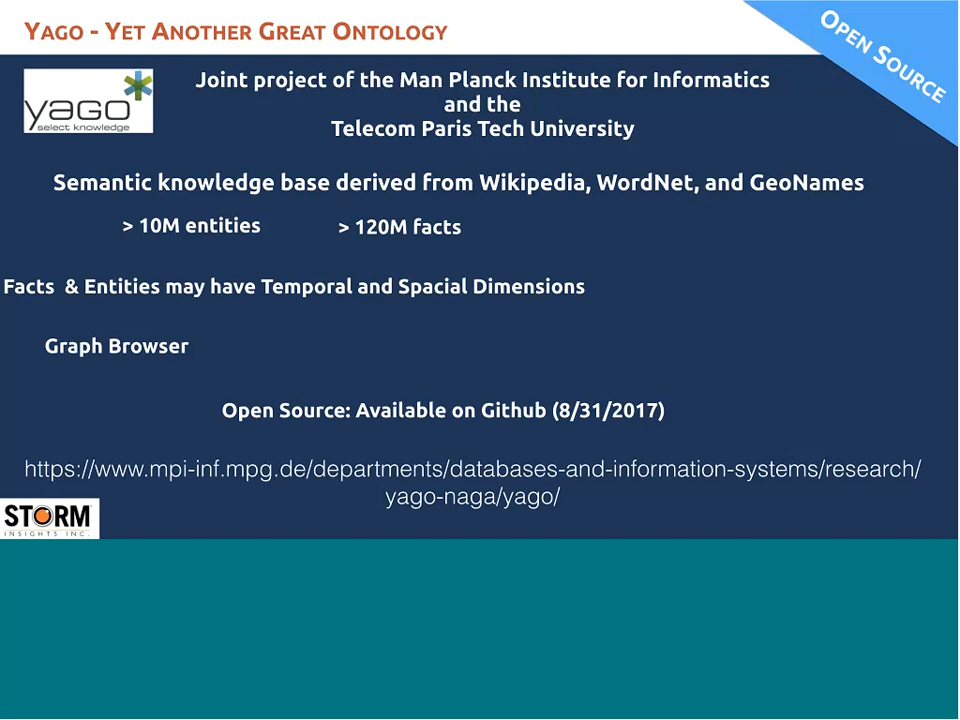 YAGO - YET ANOTHER GREAT ONTOLOGY
OPEN SOURCE
yago
select knowledge
Joint project of the Man Planck Institute for Informatics
and the
Telecom Paris Tech University
Semantic knowledge base derived from Wikipedia, WordNet, and GeoNames
> 10M entities > 120M facts
Facts & Entities may have Temporal and Spacial Dimensions
Graph Browser
Open Source: Available on Github (8/31/2017)
https://www.mpi-inf.mpg.de/departments/databases-and-information-systems/research/
yago-naga/yago/
STORM
INSIGHTS INC.